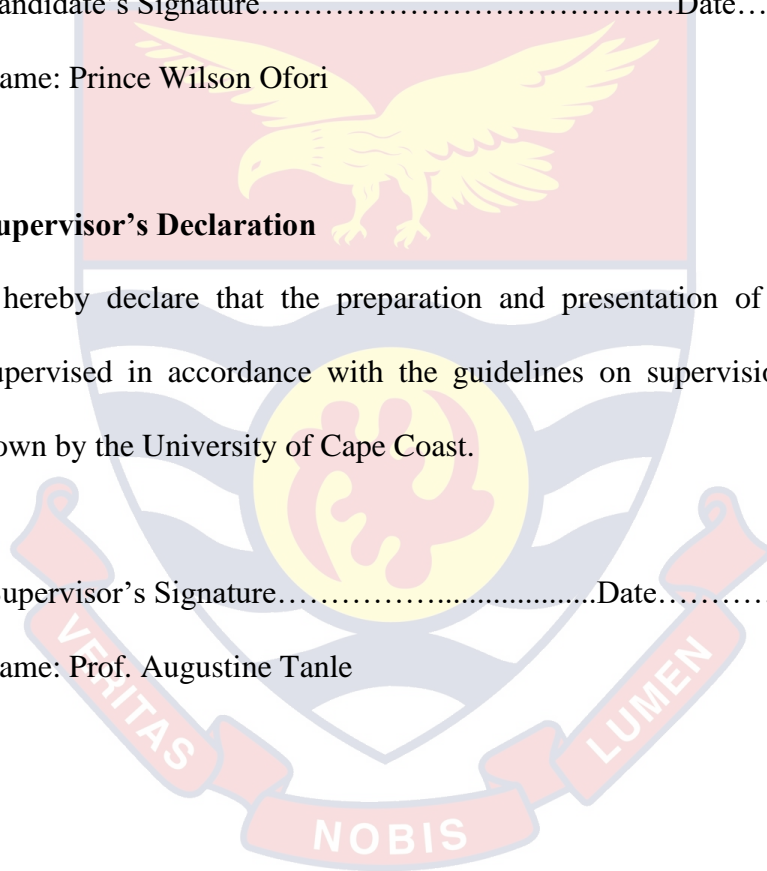 andidate’s Signature…………………………………Date…
ame: Prince Wilson Ofori
upervisor’s Declaration
hereby declare that the preparation and presentation of
upervised in accordance with the guidelines on supervisio
own by the University of Cape Coast.
upervisor’s Signature……………...................Date…………
ame: Prof. Augustine Tanle
VERITAS
NOBIS
LUMEN